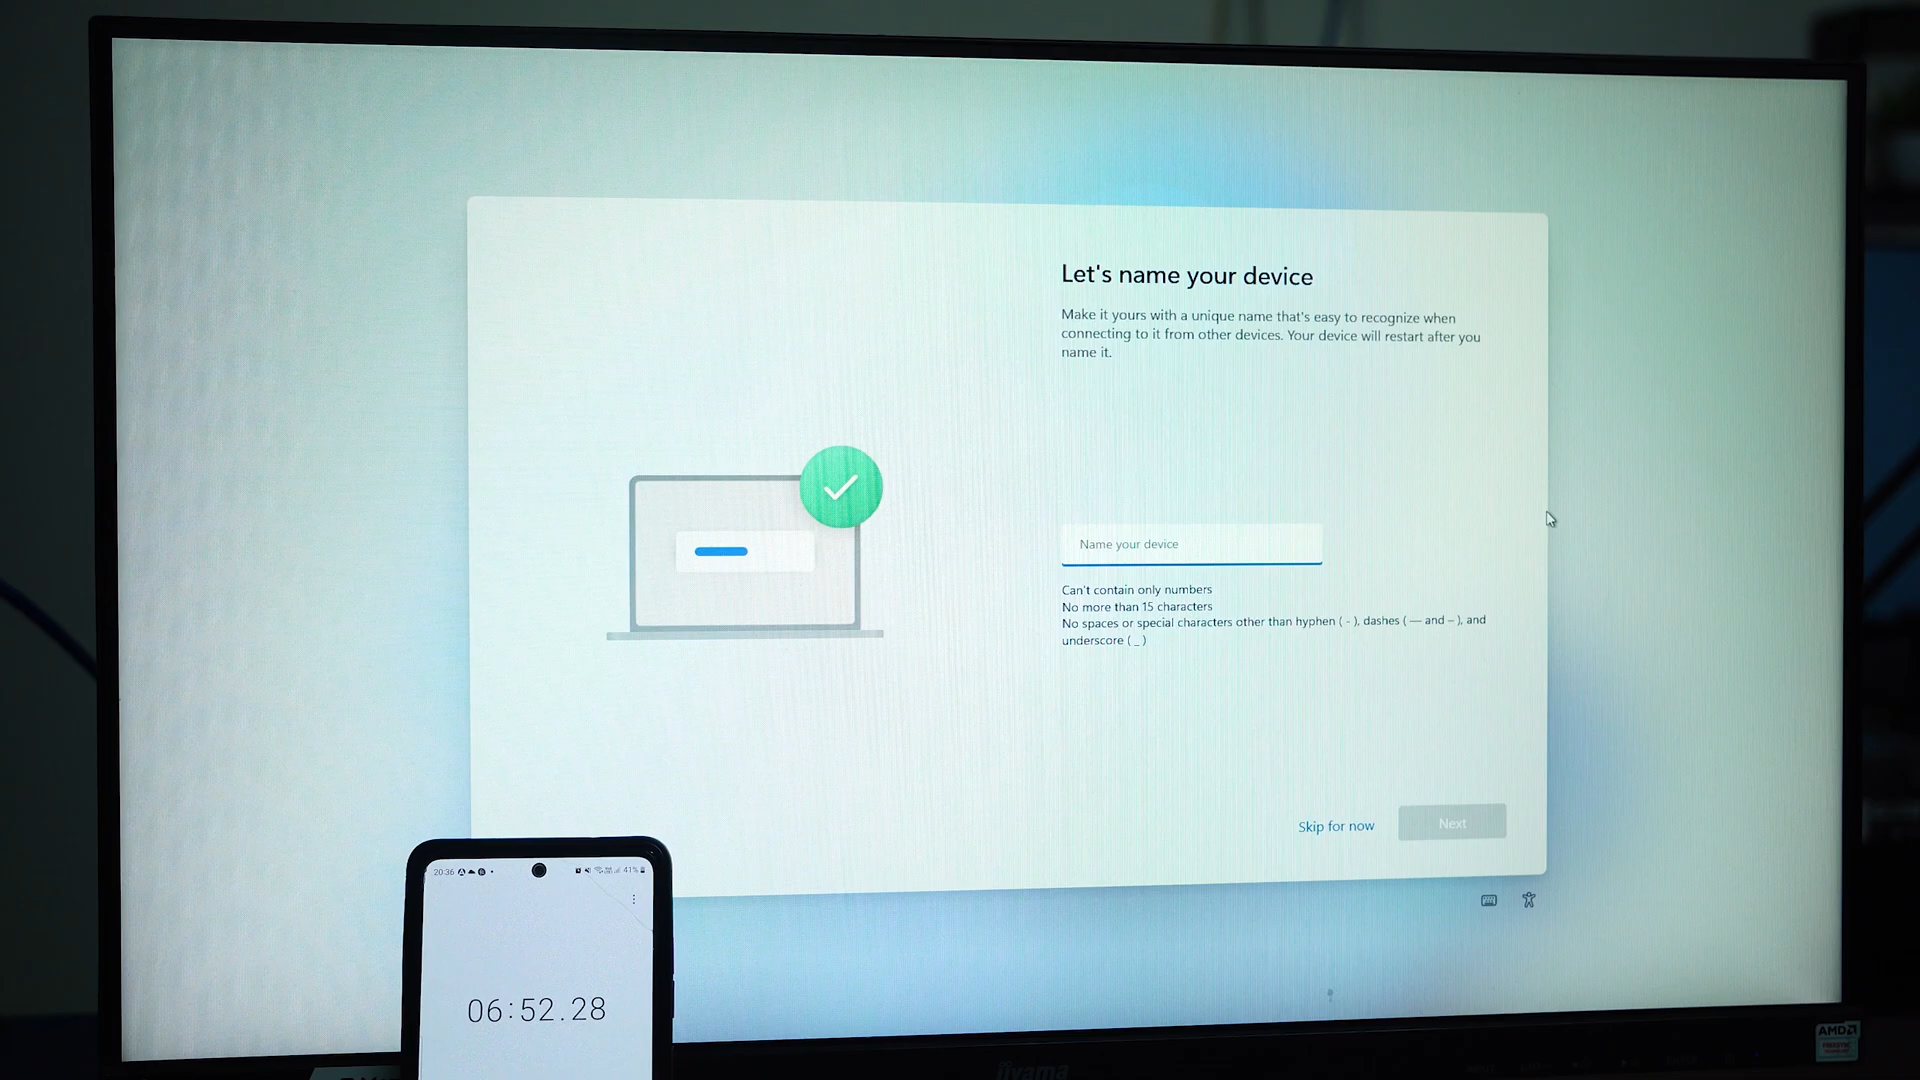 Let's name your device
Make it yours with a unique name that's easy to recognize when
connecting to it from other devices. Your device will restart after you
name it.
Name your device
Can't contain only numbers
No more than 15 characters
No spaces or special characters other than hyphen ( - ), dashes ( — and – ), and
underscore ( _ )
Skip for now
Next
20:36
41%
06:52.28
iiyama
AMD